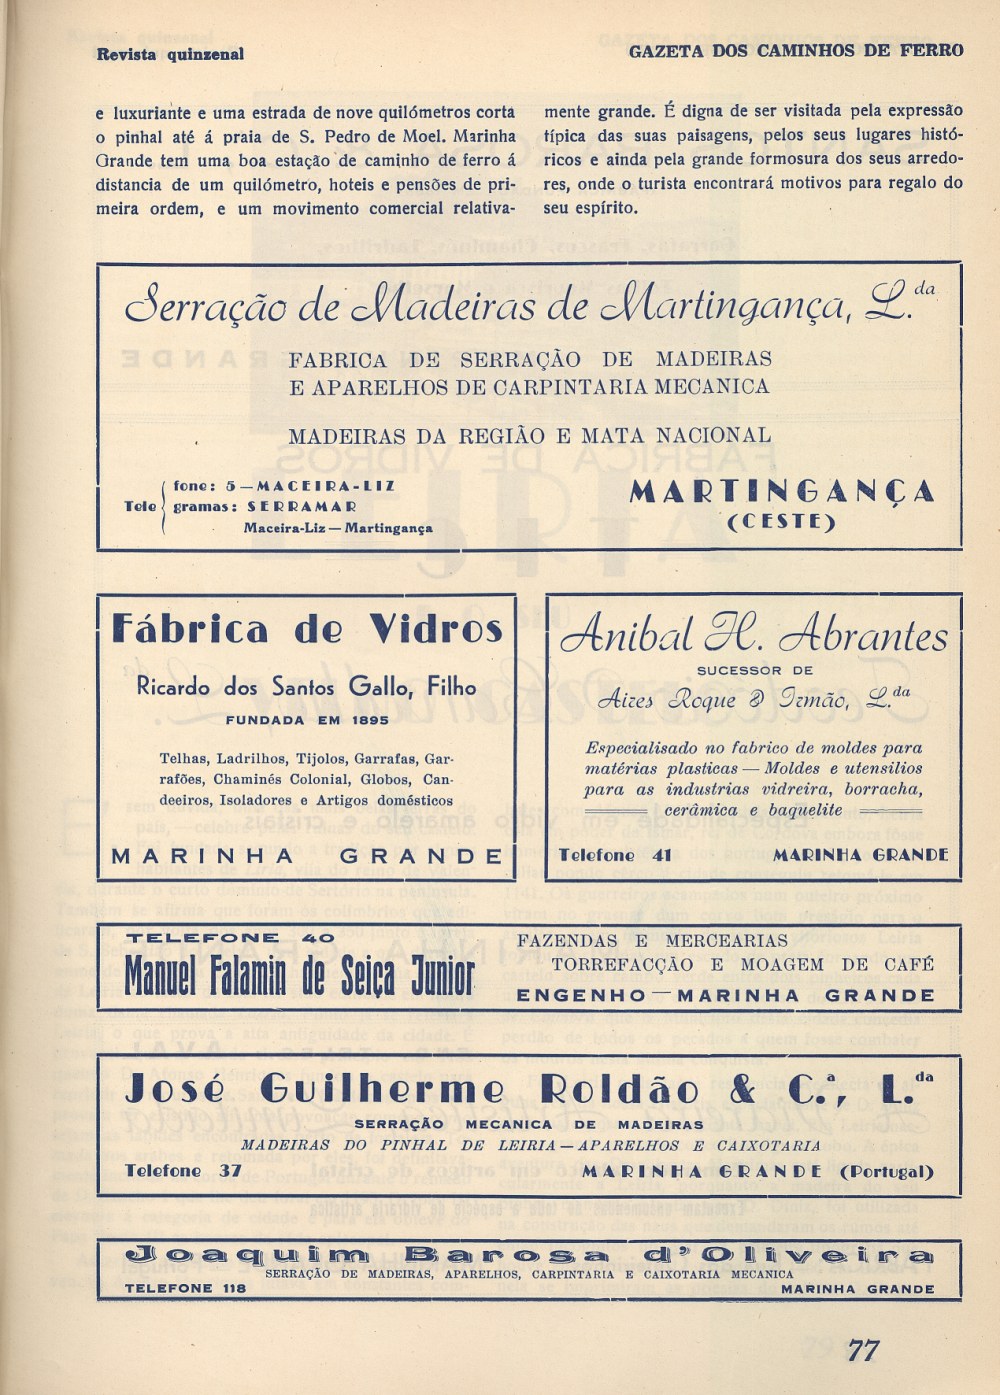 Revista quinzenal
GAZETA DOS CAMINHOS DE FERRO
e luxuriante e uma estrada de nove quilómetros corta
o pinhal até á praia de S. Pedro de Moel. Marinha
Grande tem uma boa estação de caminho de ferro á
distancia de um quilómetro, hoteis e pensões de pri-
meira ordem, e um movimento comercial relativa-
mente grande. É digna de ser visitada pela expressão
típica das suas paisagens, pelos seus lugares histó-
ricos e ainda pela grande formosura dos seus arredo-
res, onde o turista encontrará motivos para regalo do
seu espírito.
Serração de Madeiras de Martingança, L.da
FABRICA DE SERRAÇÃO DE MADEIRAS
E APARELHOS DE CARPINTARIA MECANICA
MADEIRAS DA REGIÃO E MATA NACIONAL
Tele { fone: 5 — MACEIRA-LIZ
gramas: SERRAMAR
Maceira-Liz — Martingança
MARTINGANÇA
(CESTE)
Fábrica de Vidros
Ricardo dos Santos Gallo, Filho
FUNDADA EM 1895
Telhas, Ladrilhos, Tijolos, Garrafas, Gar-
rafões, Chaminés Colonial, Globos, Can-
deeiros, Isoladores e Artigos domésticos
MARINHA GRANDE
Anibal H. Abrantes
SUCESSOR DE
Aires Roque & Irmão, L.da
Especialisado no fabrico de moldes para
matérias plasticas — Moldes e utensilios
para as industrias vidreira, borracha,
cerâmica e baquelite
Telefone 41 MARINHA GRANDE
TELEFONE 40
Manuel Falamin de Seiça Junior
FAZENDAS E MERCEARIAS
TORREFACÇÃO E MOAGEM DE CAFÉ
ENGENHO — MARINHA GRANDE
José Guilherme Roldão & C.ª, L.da
SERRAÇÃO MECANICA DE MADEIRAS
MADEIRAS DO PINHAL DE LEIRIA — APARELHOS E CAIXOTARIA
Telefone 37 MARINHA GRANDE (Portugal)
Joaquim Barosa d'Oliveira
SERRAÇÃO DE MADEIRAS, APARELHOS, CARPINTARIA E CAIXOTARIA MECANICA
TELEFONE 118 MARINHA GRANDE
77